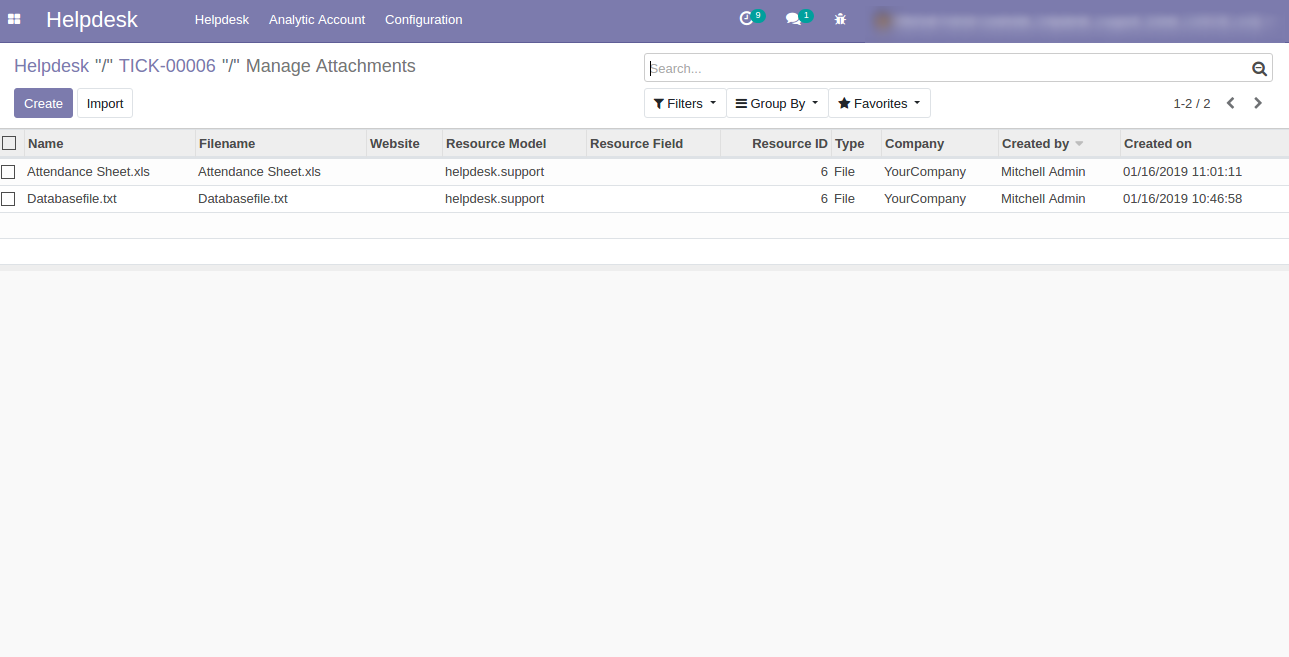 Helpdesk Helpdesk Analytic Account Configuration 9 1
Helpdesk "/" TICK-00006 "/" Manage Attachments Search...
Create Import Filters Group By Favorites 1-2 / 2
Name Filename Website Resource Model Resource Field Resource ID Type Company Created by Created on
Attendance Sheet.xls Attendance Sheet.xls helpdesk.support 6 File YourCompany Mitchell Admin 01/16/2019 11:01:11
Databasefile.txt Databasefile.txt helpdesk.support 6 File YourCompany Mitchell Admin 01/16/2019 10:46:58